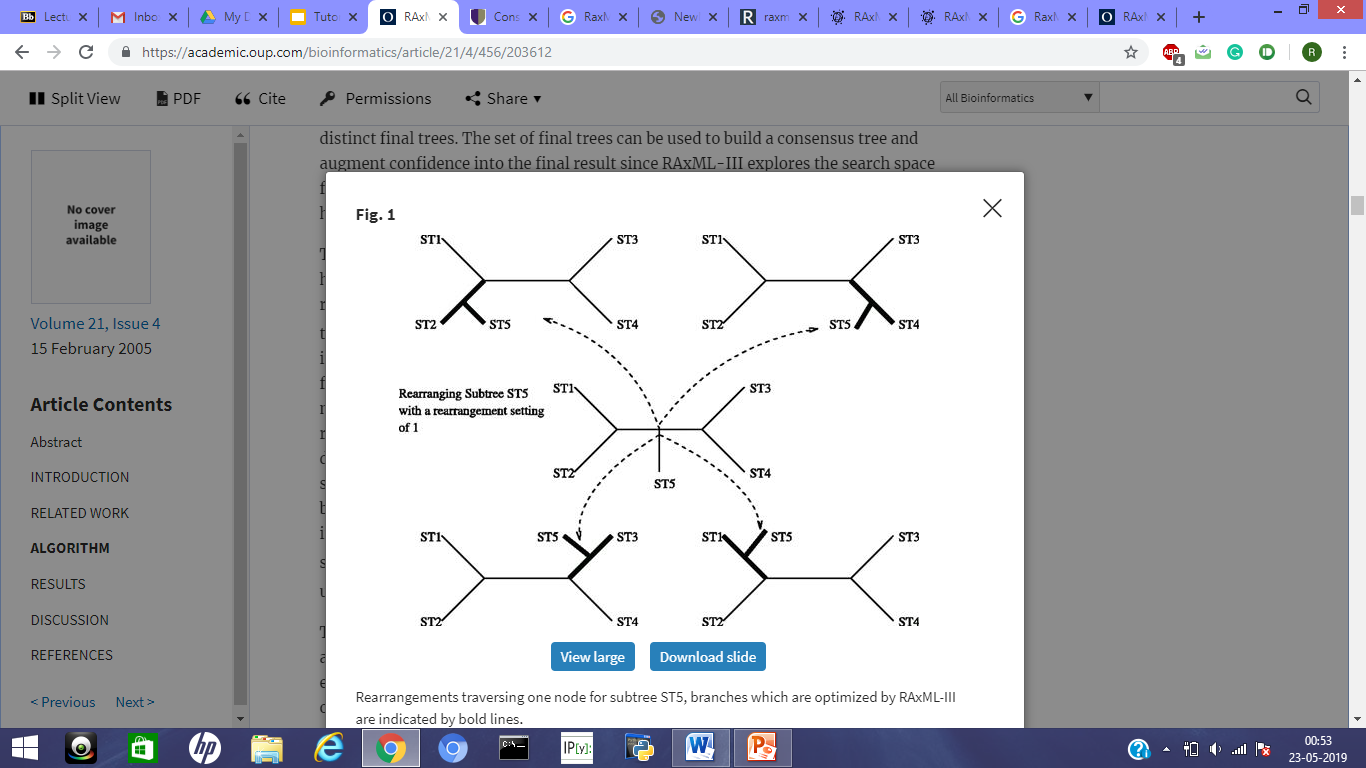 Lectu
Inbo
My D
Tuto
RAxM
Cons
RaxM
New
raxm
RAxM
RAxM
RaxM
RAxM
https://academic.oup.com/bioinformatics/article/21/4/456/203612
ABP
4
R
Split View
PDF
Cite
Permissions
Share
All Bioinformatics
No cover
image
available
Volume 21, Issue 4
15 February 2005
Article Contents
Abstract
INTRODUCTION
RELATED WORK
ALGORITHM
RESULTS
DISCUSSION
REFERENCES
< Previous Next >
distinct final trees. The set of final trees can be used to build a consensus tree and
augment confidence into the final result since RAxML-III explores the search space
Fig. 1
ST1 ST3 ST1 ST3
ST2 ST5 ST4 ST2 ST5 ST4
Rearranging Subtree ST5
with a rearrangement setting
of 1
ST1 ST3
ST2 ST5 ST4
ST1 ST5 ST3 ST1 ST5 ST3
ST2 ST4 ST2 ST4
View large Download slide
Rearrangements traversing one node for subtree ST5, branches which are optimized by RAxML-III
are indicated by bold lines.
hp
C:\
IP[y]:
00:53
23-05-2019